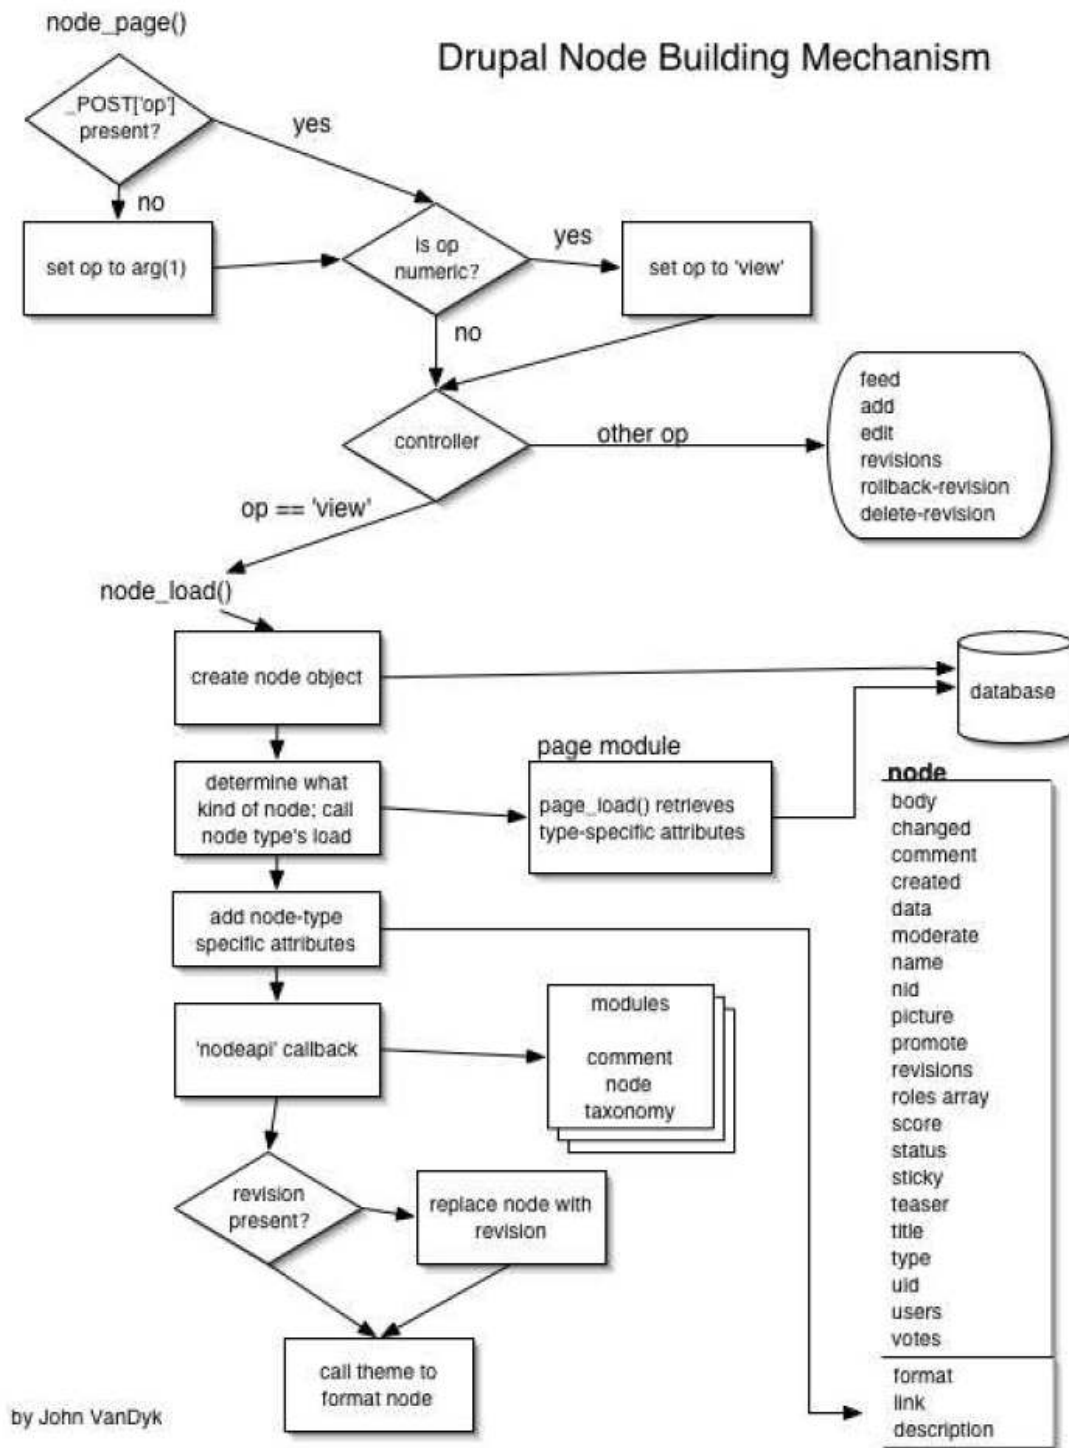 node_page()
Drupal Node Building Mechanism
_POST['op']
present?
yes
no
set op to arg(1)
is op
numeric?
yes
set op to 'view'
no
controller
other op
feed
add
edit
revisions
rollback-revision
delete-revision
op == 'view'
node_load()
create node object
database
determine what
kind of node; call
node type's load
page module
page_load() retrieves
type-specific attributes
add node-type
specific attributes
'nodeapi' callback
modules
comment
node
taxonomy
revision
present?
replace node with
revision
call theme to
format node
node
body
changed
comment
created
data
moderate
name
nid
picture
promote
revisions
roles array
score
status
sticky
teaser
title
type
uid
users
votes
format
link
description
by John VanDyk